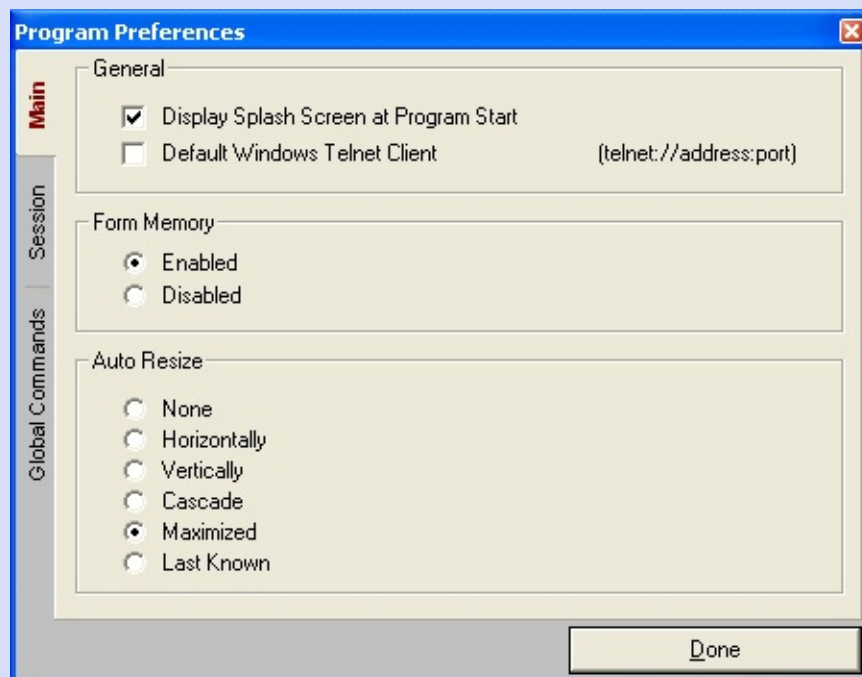 Program Preferences
Main
Session
Global Commands
General
Display Splash Screen at Program Start
Default Windows Telnet Client (telnet://address:port)
Form Memory
Enabled
Disabled
Auto Resize
None
Horizontally
Vertically
Cascade
Maximized
Last Known
Done